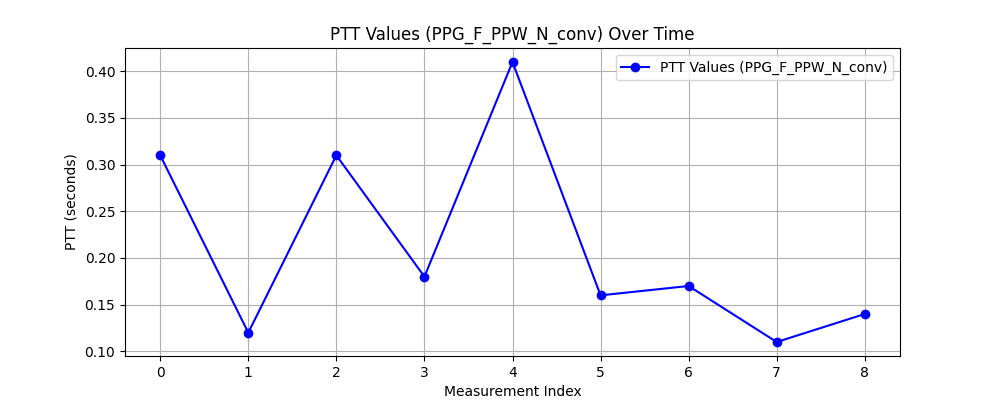 PTT Values (PPG_F_PPW_N_conv) Over Time
PTT Values (PPG_F_PPW_N_conv)
PTT (seconds)
0.40
0.35
0.30
0.25
0.20
0.15
0.10
0 1 2 3 4 5 6 7 8
Measurement Index